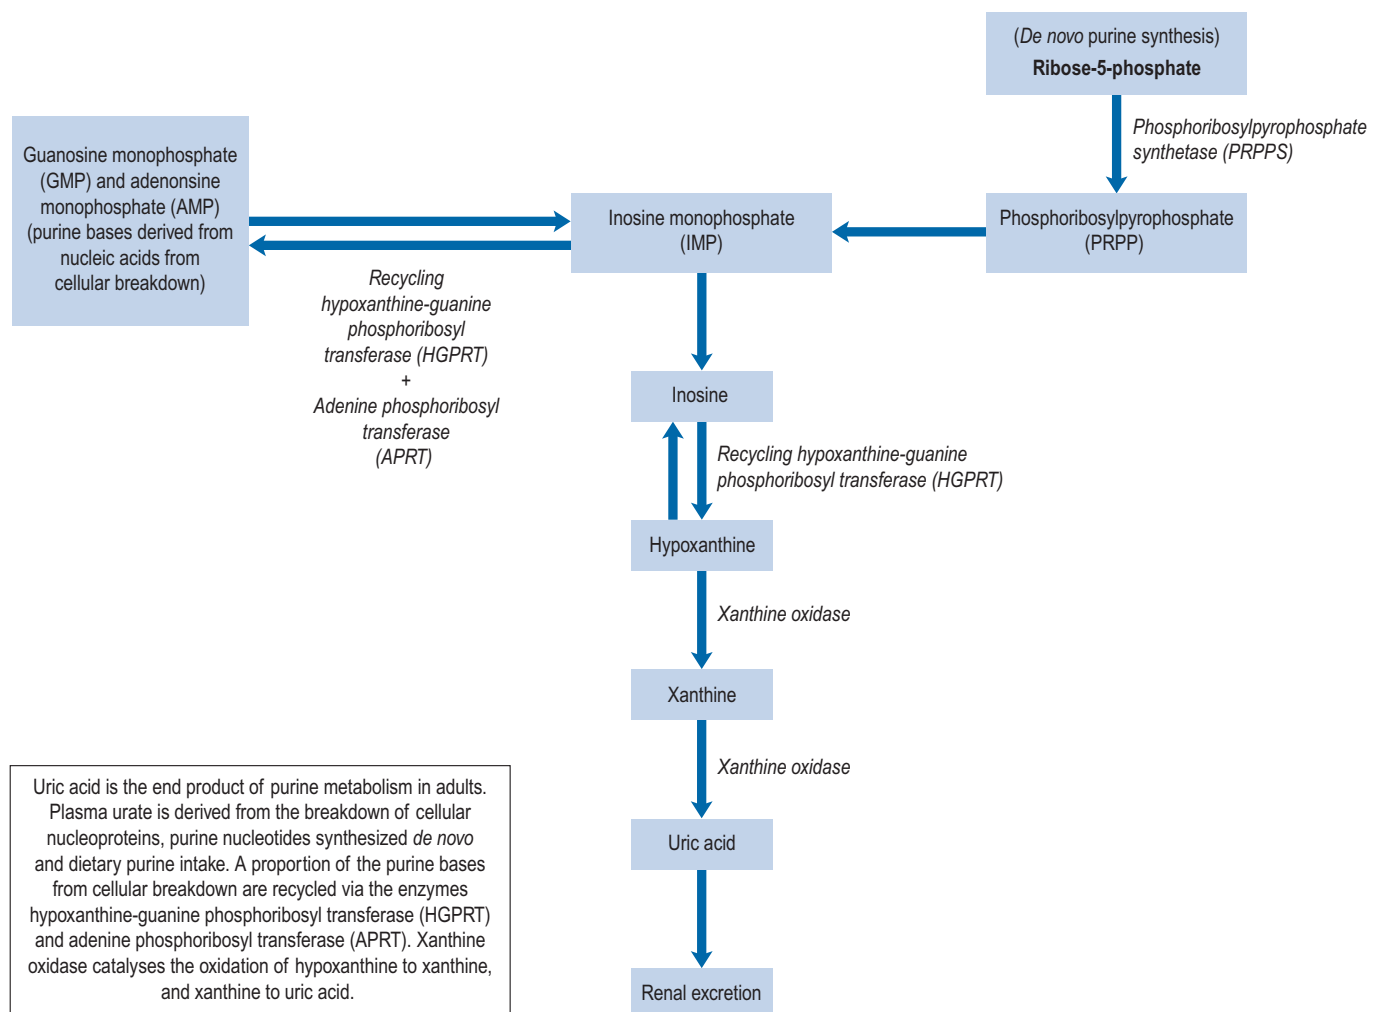 (De novo purine synthesis)
Ribose-5-phosphate
Phosphoribosylpyrophosphate
synthetase (PRPPS)
Guanosine monophosphate
(GMP) and adenonsine
monophosphate (AMP)
(purine bases derived from
nucleic acids from
cellular breakdown)
Inosine monophosphate
(IMP)
Phosphoribosylpyrophosphate
(PRPP)
Recycling
hypoxanthine-guanine
phosphoribosyl
transferase (HGPRT)
+
Adenine phosphoribosyl
transferase
(APRT)
Inosine
Recycling hypoxanthine-guanine
phosphoribosyl transferase (HGPRT)
Hypoxanthine
Xanthine oxidase
Xanthine
Xanthine oxidase
Uric acid
Renal excretion
Uric acid is the end product of purine metabolism in adults.
Plasma urate is derived from the breakdown of cellular
nucleoproteins, purine nucleotides synthesized de novo
and dietary purine intake. A proportion of the purine bases
from cellular breakdown are recycled via the enzymes
hypoxanthine-guanine phosphoribosyl transferase (HGPRT)
and adenine phosphoribosyl transferase (APRT). Xanthine
oxidase catalyses the oxidation of hypoxanthine to xanthine,
and xanthine to uric acid.